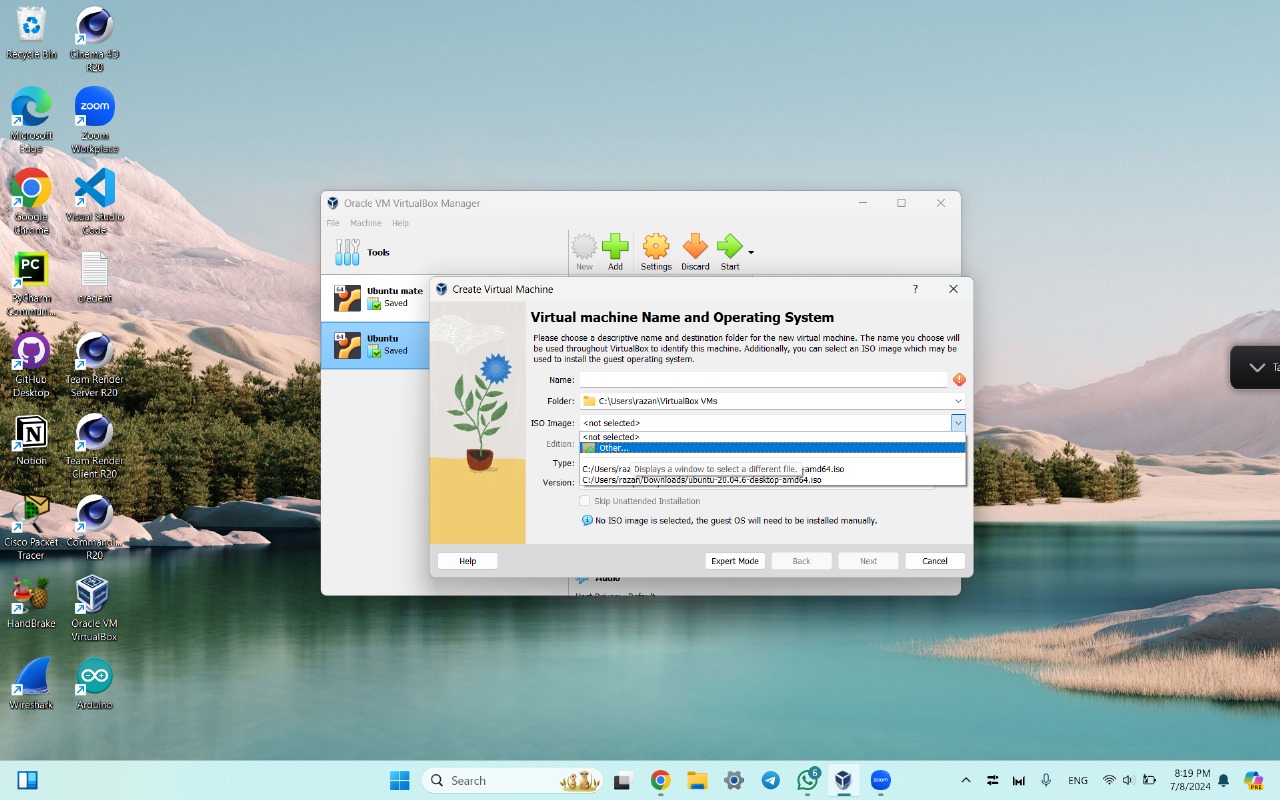 Recycle Bin
Cinema 4D
R20
Microsoft
Edge
zoom
Zoom
Workplace
Google
Chrome
Visual Studio
Code
PC
PyCharm
Communi...
credent
GitHub
Desktop
Team Render
Server R20
Notion
Team Render
Client R20
Cisco Packet
Tracer
Command...
R20
HandBrake
Oracle VM
VirtualBox
Wireshark
Arduino
Oracle VM VirtualBox Manager
File Machine Help
Tools
New Add Settings Discard Start
64
Ubuntu mate
Saved
64
Ubuntu
Saved
Create Virtual Machine
?
Virtual machine Name and Operating System
Please choose a descriptive name and destination folder for the new virtual machine. The name you choose will
be used throughout VirtualBox to identify this machine. Additionally, you can select an ISO image which may be
used to install the guest operating system.
Name:
Folder: C:\Users\razan\VirtualBox VMs
ISO Image: <not selected>
<not selected>
Edition: Other...
Type:
C:/Users/raz Displays a window to select a different file. -amd64.iso
Version: C:/Users/razan/Downloads/ubuntu-20.04.6-desktop-amd64.iso
Skip Unattended Installation
No ISO image is selected, the guest OS will need to be installed manually.
Help Expert Mode Back Next Cancel
Audio
Ta
Search
6
zoom
ENG
8:19 PM
7/8/2024
PRE